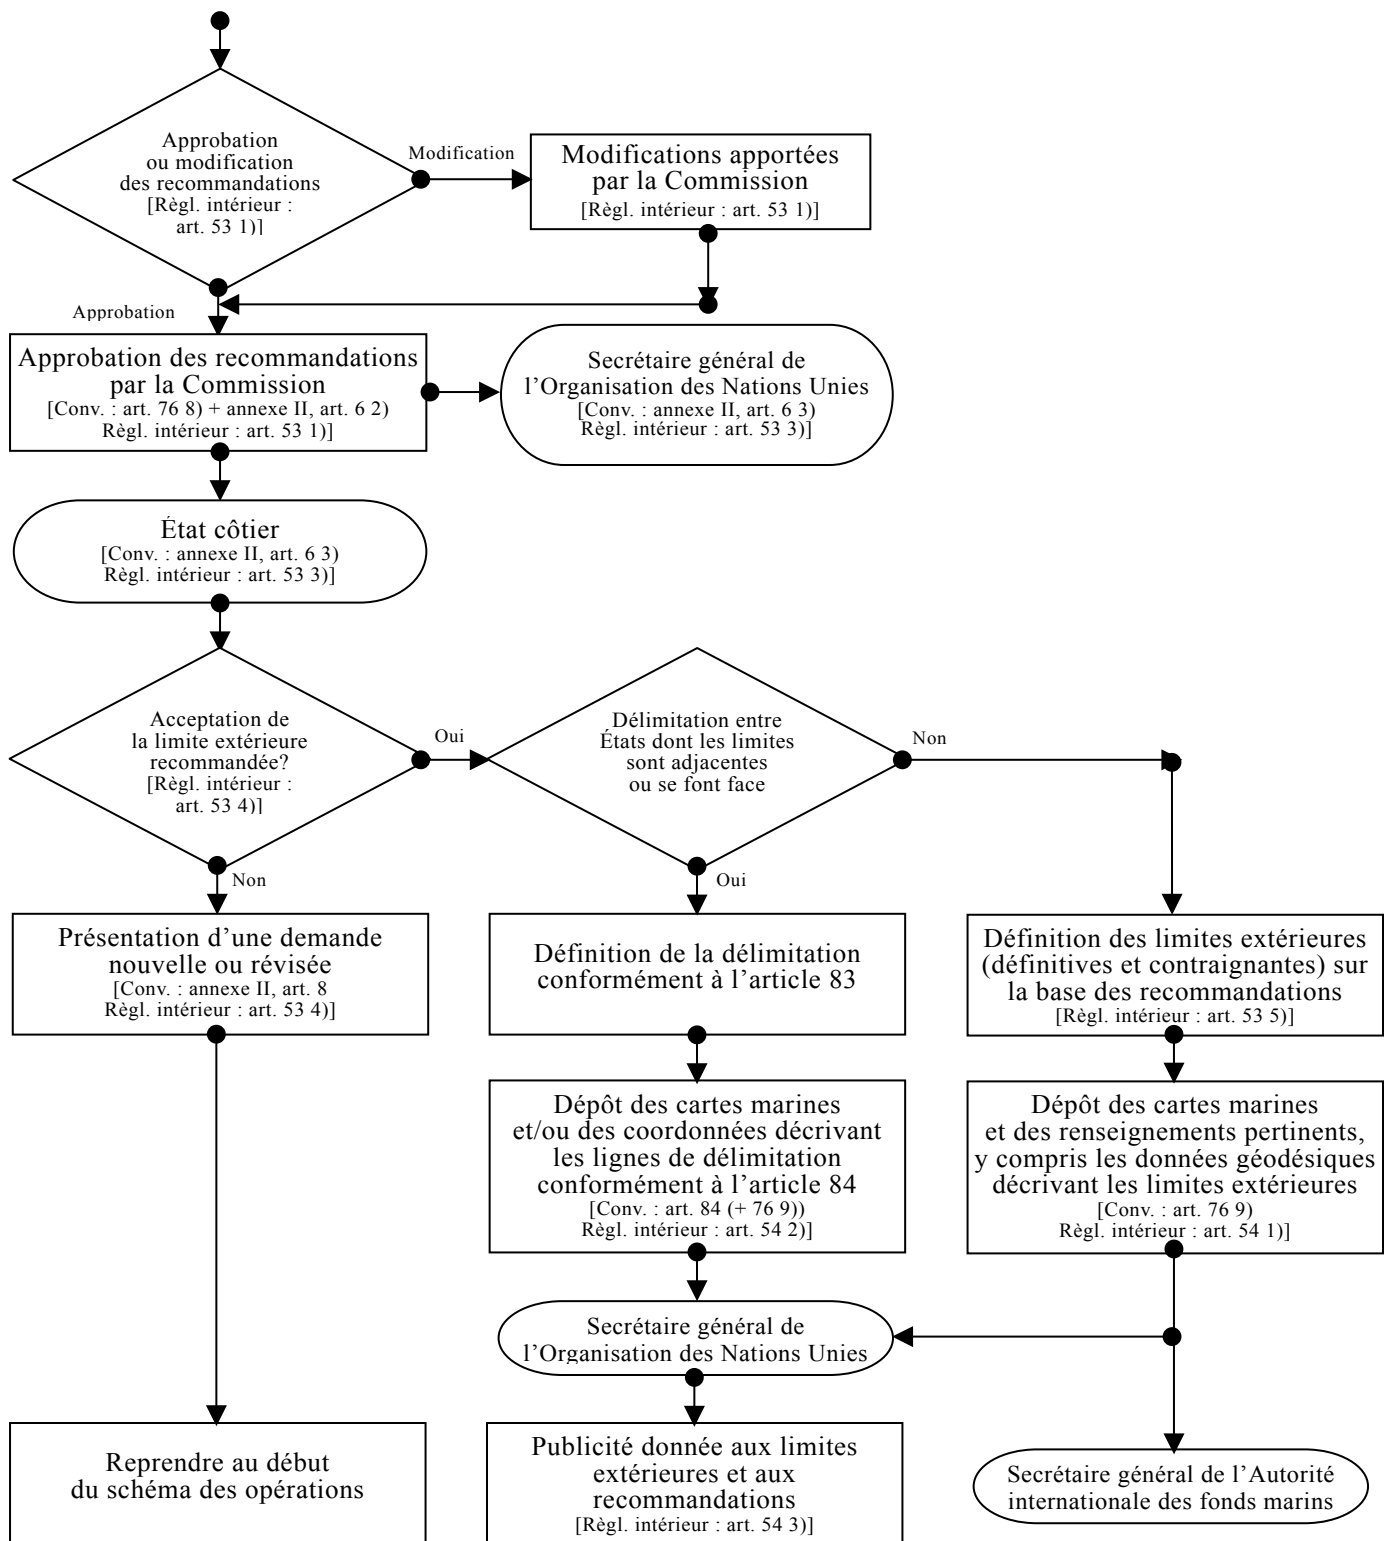 Approbation
ou modification
des recommandations
[Règl. intérieur :
art. 53 1)]
Modification
Modifications apportées
par la Commission
[Règl. intérieur : art. 53 1)]
Approbation
Approbation des recommandations
par la Commission
[Conv. : art. 76 8) + annexe II, art. 6 2)
Règl. intérieur : art. 53 1)]
Secrétaire général de
l’Organisation des Nations Unies
[Conv. : annexe II, art. 6 3)
Règl. intérieur : art. 53 3)]
État côtier
[Conv. : annexe II, art. 6 3)
Règl. intérieur : art. 53 3)]
Acceptation de
la limite extérieure
recommandée?
[Règl. intérieur :
art. 53 4)]
Oui
Délimitation entre
États dont les limites
sont adjacentes
ou se font face
Non
Non
Oui
Présentation d’une demande
nouvelle ou révisée
[Conv. : annexe II, art. 8
Règl. intérieur : art. 53 4)]
Définition de la délimitation
conformément à l’article 83
Définition des limites extérieures
(définitives et contraignantes) sur
la base des recommandations
[Règl. intérieur : art. 53 5)]
Dépôt des cartes marines
et/ou des coordonnées décrivant
les lignes de délimitation
conformément à l’article 84
[Conv. : art. 84 (+ 76 9))
Règl. intérieur : art. 54 2)]
Dépôt des cartes marines
et des renseignements pertinents,
y compris les données géodésiques
décrivant les limites extérieures
[Conv. : art. 76 9)
Règl. intérieur : art. 54 1)]
Secrétaire général de
l’Organisation des Nations Unies
Reprendre au début
du schéma des opérations
Publicité donnée aux limites
extérieures et aux
recommandations
[Règl. intérieur : art. 54 3)]
Secrétaire général de l’Autorité
internationale des fonds marins